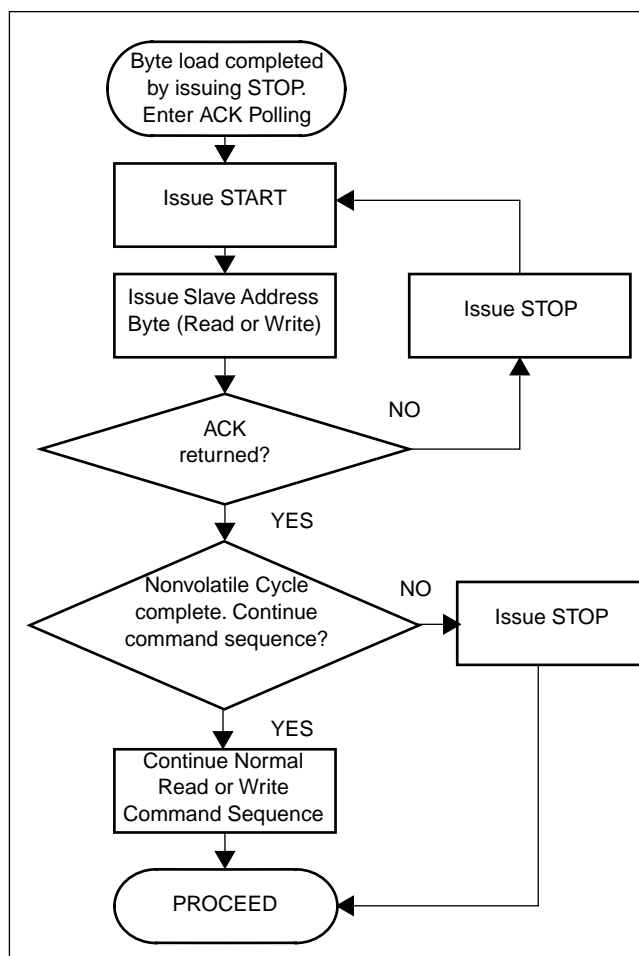 Byte load completed
by issuing STOP.
Enter ACK Polling
Issue START
Issue Slave Address
Byte (Read or Write)
Issue STOP
NO
ACK
returned?
YES
Nonvolatile Cycle
complete. Continue
command sequence?
NO
Issue STOP
YES
Continue Normal
Read or Write
Command Sequence
PROCEED